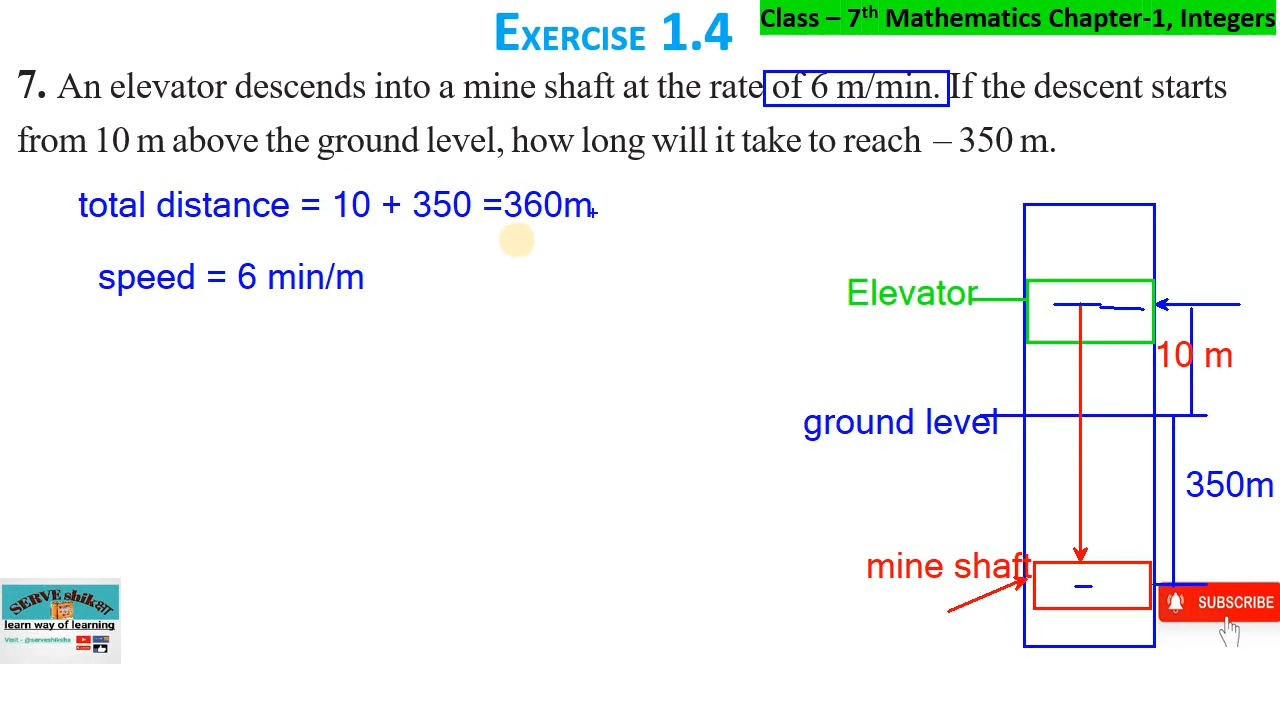 EXERCISE 1.4
Class – 7th Mathematics Chapter-1, Integers
7. An elevator descends into a mine shaft at the rate of 6 m/min. If the descent starts
from 10 m above the ground level, how long will it take to reach – 350 m.
total distance = 10 + 350 =360m
speed = 6 min/m
Elevator
10 m
ground level
350m
mine shaft
SERVE shiksha
learn way of learning
Visit - @serveshiksha
SUBSCRIBE